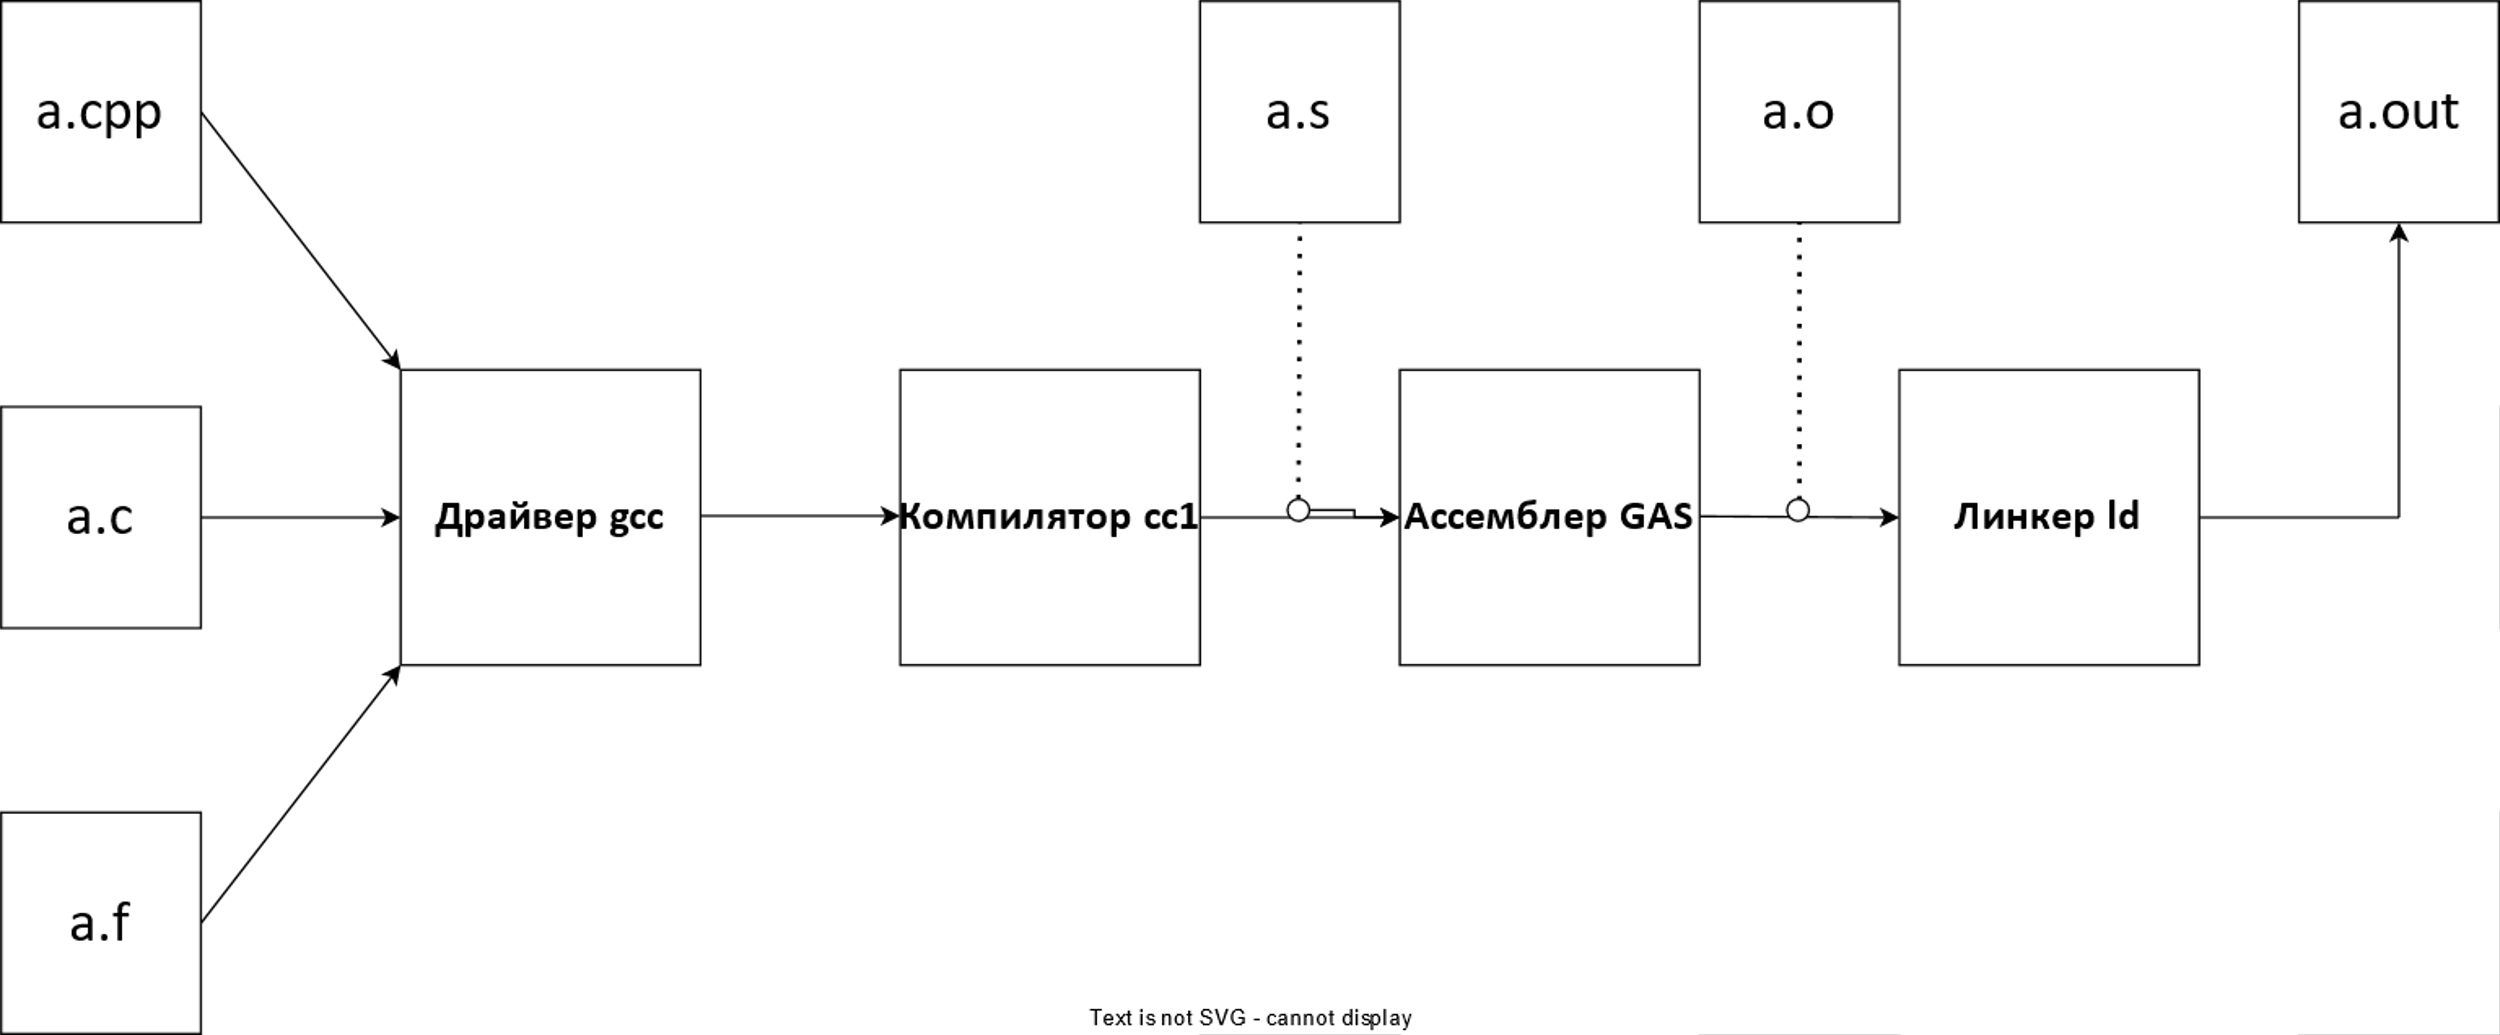 a.cpp
a.s
a.o
a.out
a.c
Драйвер gcc
Компилятор cc1
Ассемблер GAS
Линкер ld
a.f
Text is not SVG - cannot display